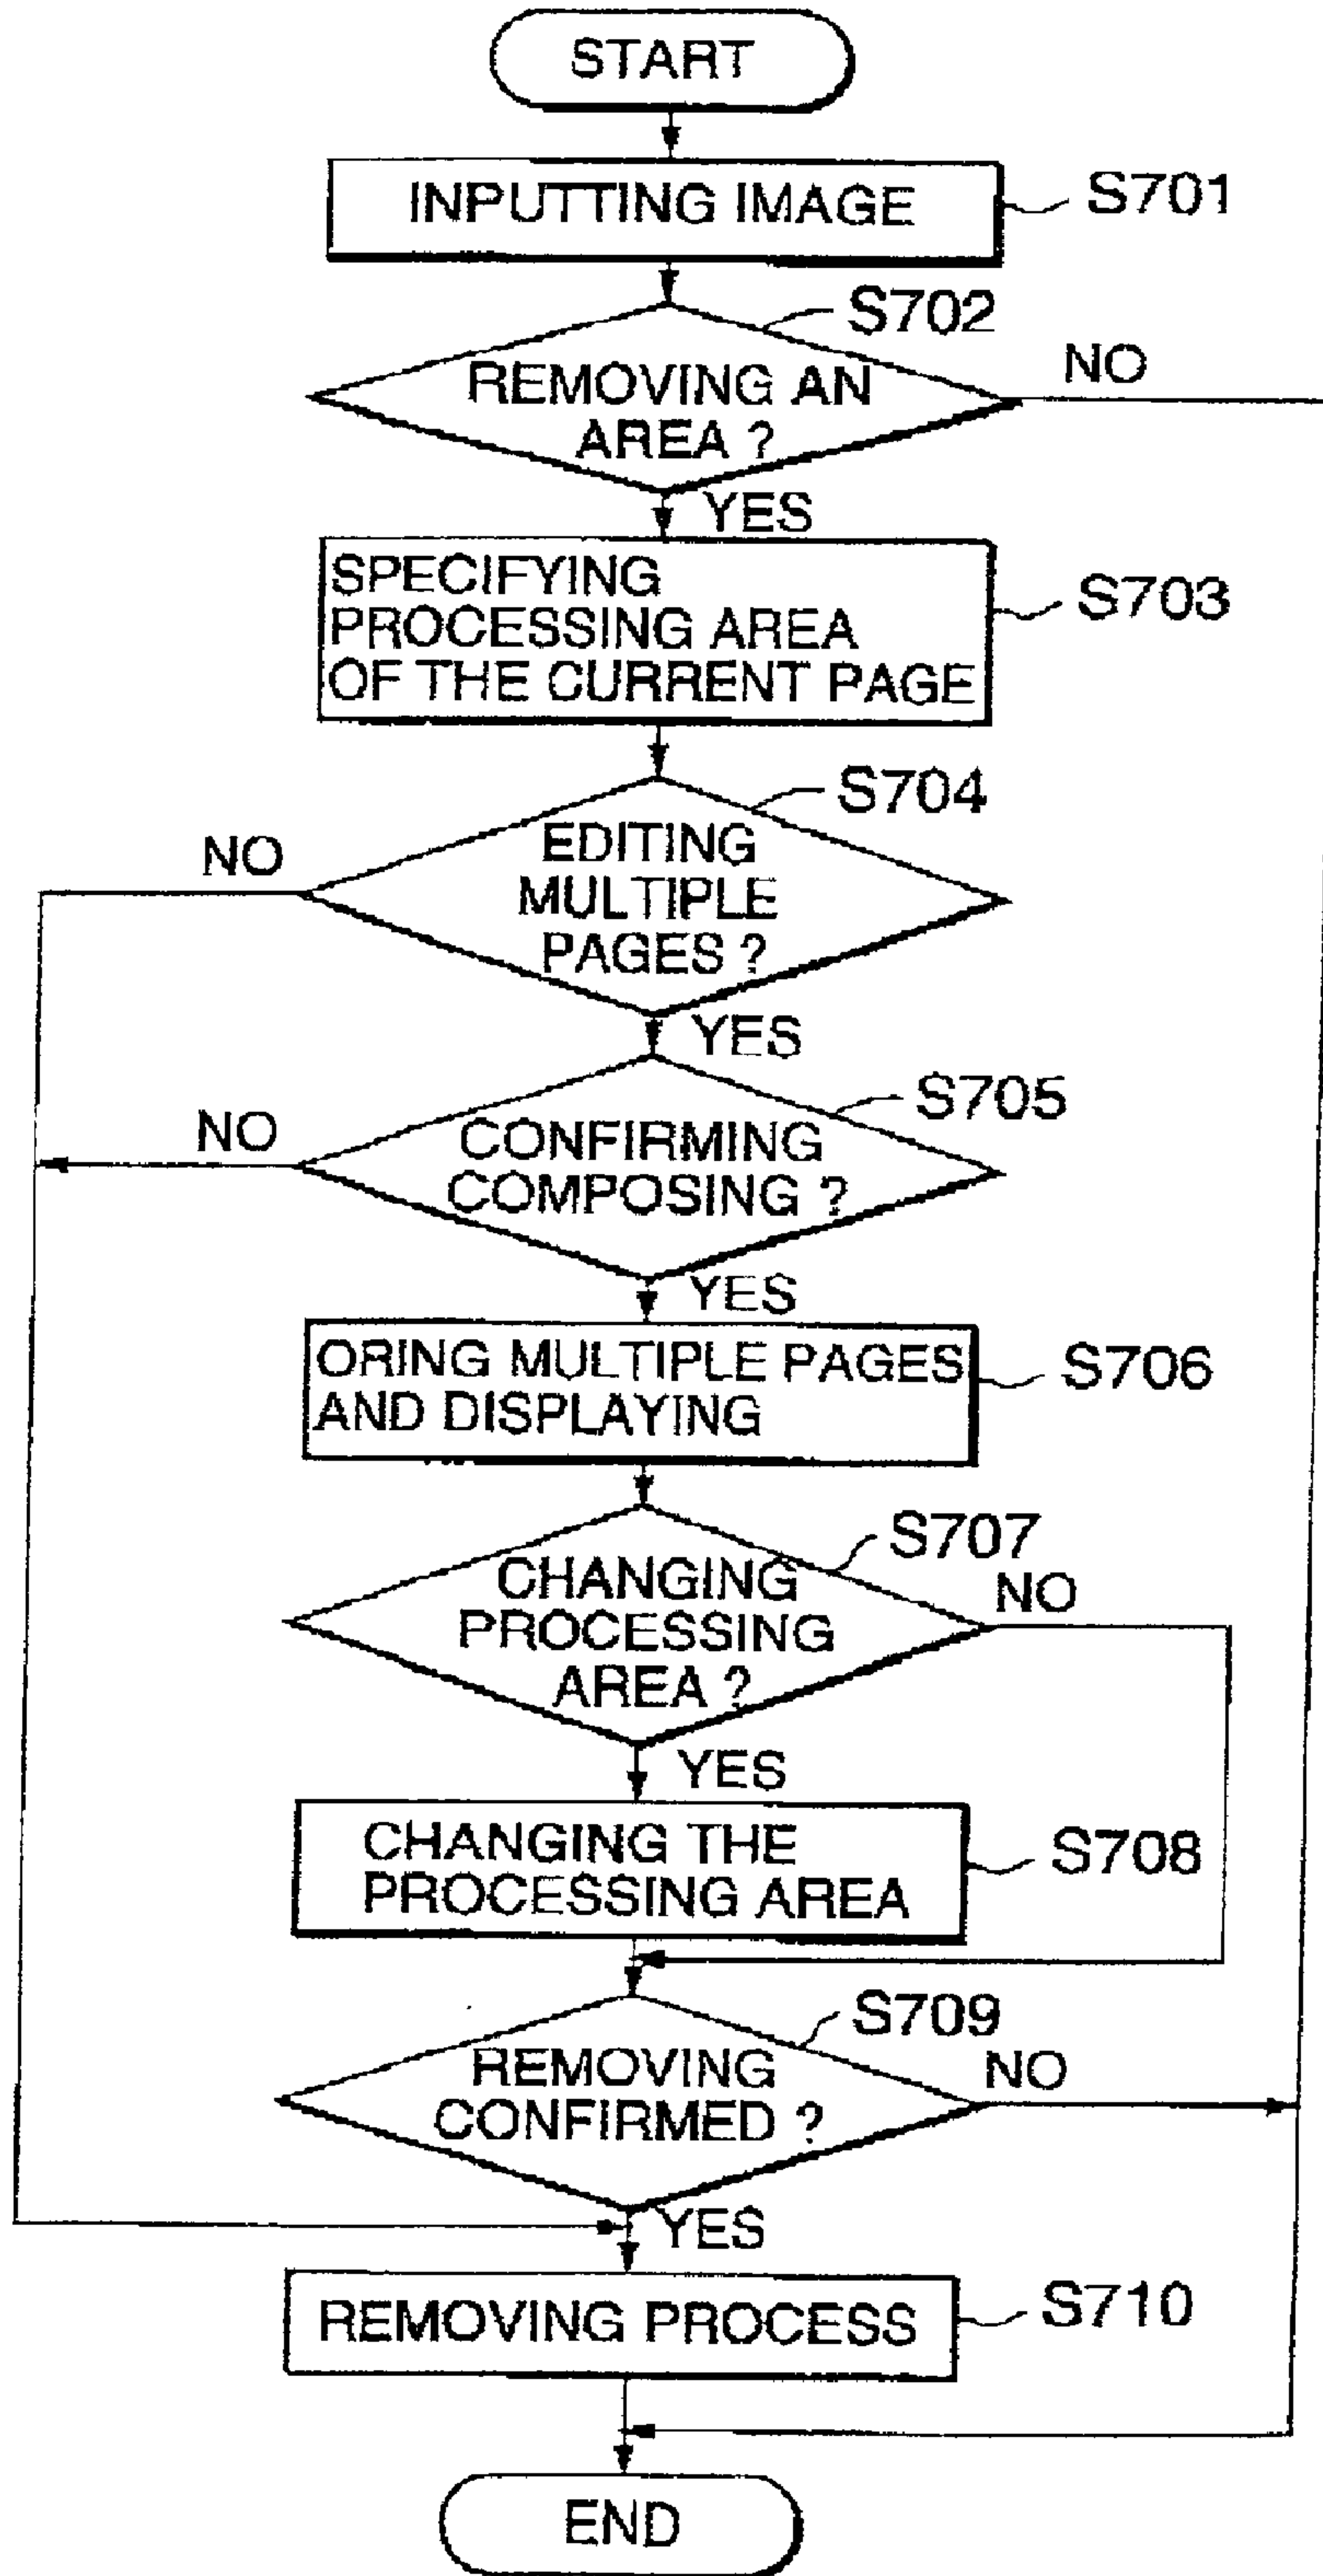 START
INPUTTING IMAGE
S701
S702
REMOVING AN
AREA ?
NO
YES
SPECIFYING
PROCESSING AREA
OF THE CURRENT PAGE
S703
S704
EDITING
MULTIPLE
PAGES ?
NO
YES
S705
CONFIRMING
COMPOSING ?
NO
YES
ORING MULTIPLE PAGES
AND DISPLAYING
S706
S707
CHANGING
PROCESSING
AREA ?
NO
YES
CHANGING THE
PROCESSING AREA
S708
S709
REMOVING
CONFIRMED ?
NO
YES
REMOVING PROCESS
S710
END